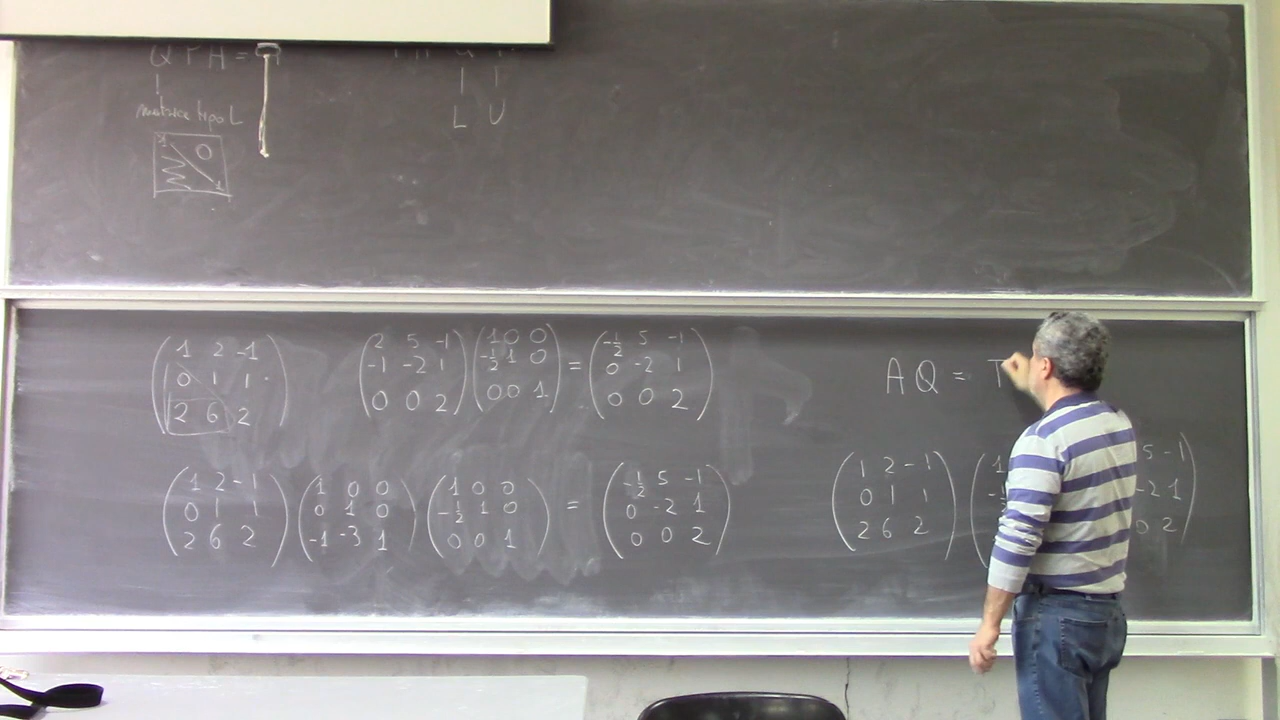 Q T A =
L U
matrice tipo L
1 0
1
1 2 -1
0 1 1
2 6 2
2 5 -1
-1 -2 1
0 0 2
1 0 0
-1/2 1 0
0 0 1
=
-1/2 5 -1
0 -2 1
0 0 2
AQ = T
1 2 -1
0 1 1
2 6 2
1 0 0
0 1 0
-1 -3 1
1 0 0
-1/2 1 0
0 0 1
=
-1/2 5 -1
0 -2 1
0 0 2
1 2 -1
0 1 1
2 6 2
5 -1
-2 1
0 2